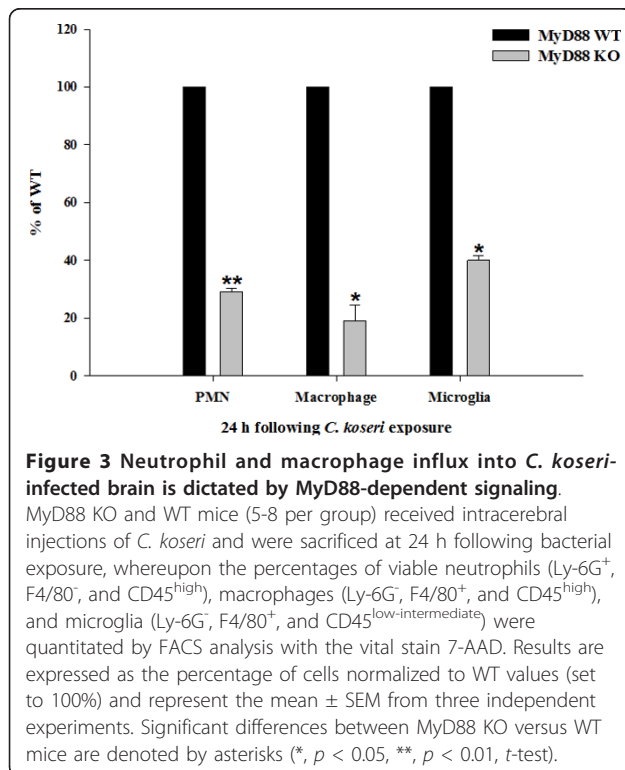 120
100
80
60
40
20
0
% of WT
MyD88 WT
MyD88 KO
**
*
*
PMN Macrophage Microglia
24 h following C. koseri exposure
Figure 3 Neutrophil and macrophage influx into C. koseri-
infected brain is dictated by MyD88-dependent signaling.
MyD88 KO and WT mice (5-8 per group) received intracerebral
injections of C. koseri and were sacrificed at 24 h following bacterial
exposure, whereupon the percentages of viable neutrophils (Ly-6G⁺,
F4/80⁻, and CD45ʰⁱᵍʰ), macrophages (Ly-6G⁻, F4/80⁺, and CD45ʰⁱᵍʰ),
and microglia (Ly-6G⁻, F4/80⁺, and CD45ˡᵒʷ⁻ⁱⁿᵗᵉʳᵐᵉᵈⁱᵃᵗᵉ) were
quantitated by FACS analysis with the vital stain 7-AAD. Results are
expressed as the percentage of cells normalized to WT values (set
to 100%) and represent the mean ± SEM from three independent
experiments. Significant differences between MyD88 KO versus WT
mice are denoted by asterisks (*, p < 0.05, **, p < 0.01, t-test).